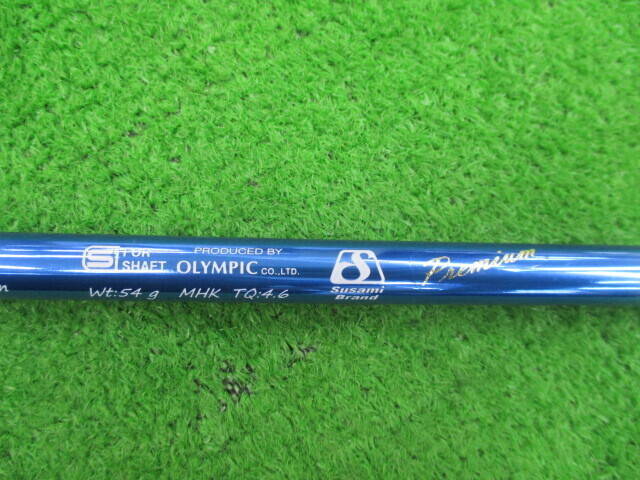 S FOR SHAFT
PRODUCED BY
OLYMPIC CO.,LTD.
Susami
Brand
Premium
Wt:54 g MHK TQ:4.6